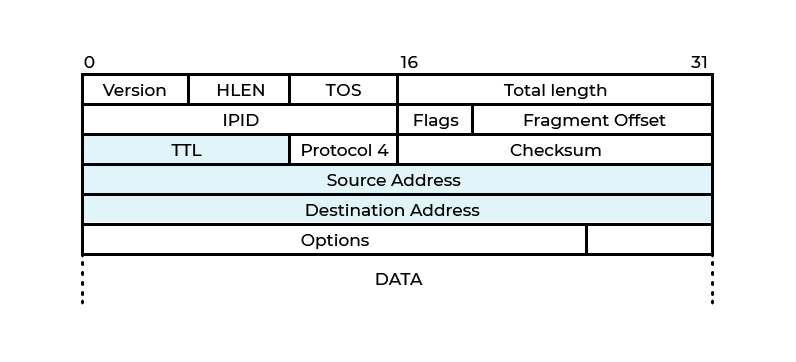 0 16 31
Version HLEN TOS Total length
IPID Flags Fragment Offset
TTL Protocol 4 Checksum
Source Address
Destination Address
Options
DATA